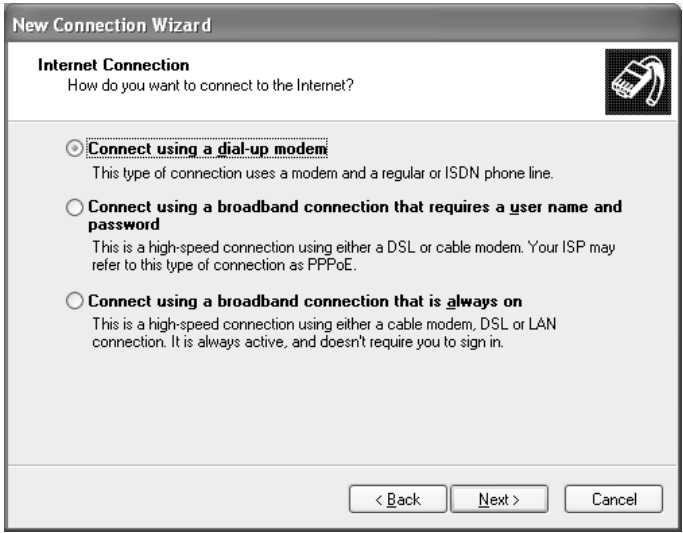 New Connection Wizard
Internet Connection
How do you want to connect to the Internet?
Connect using a dial-up modem
This type of connection uses a modem and a regular or ISDN phone line.
Connect using a broadband connection that requires a user name and
password
This is a high-speed connection using either a DSL or cable modem. Your ISP may
refer to this type of connection as PPPoE.
Connect using a broadband connection that is always on
This is a high-speed connection using either a cable modem, DSL or LAN
connection. It is always active, and doesn't require you to sign in.
< Back Next > Cancel